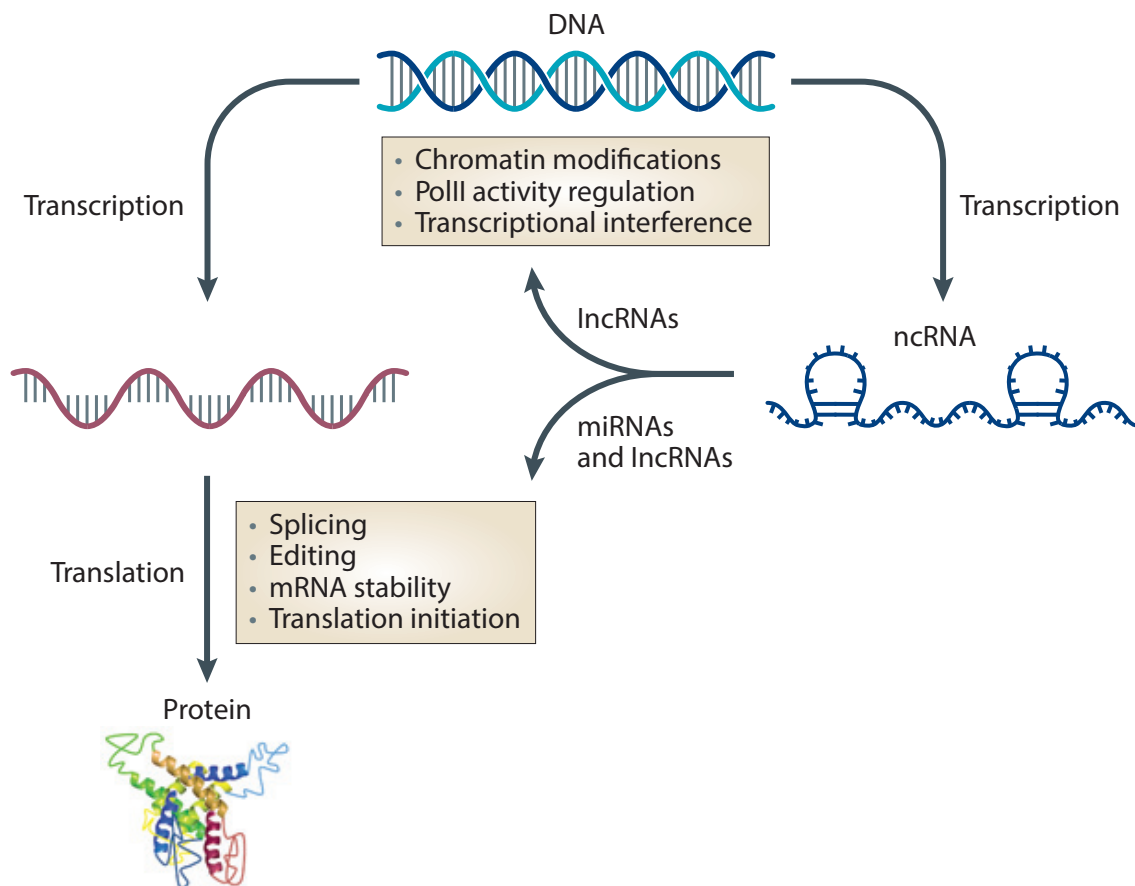 DNA
• Chromatin modifications
• PolII activity regulation
• Transcriptional interference
Transcription
Transcription
lncRNAs
ncRNA
miRNAs
and lncRNAs
• Splicing
• Editing
• mRNA stability
• Translation initiation
Translation
Protein